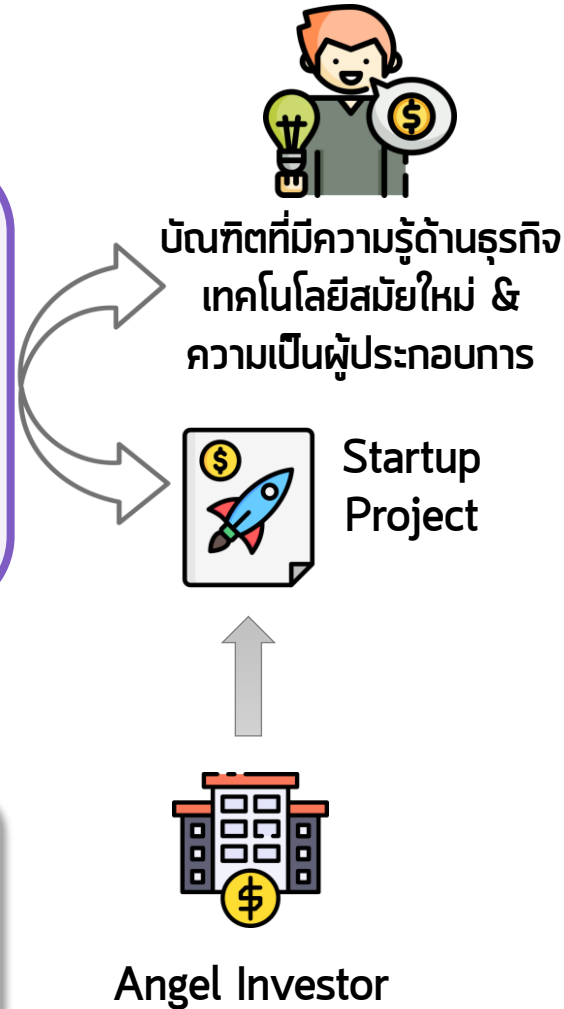 บัณฑิตที่มีความรู้ด้านธุรกิจ
เทคโนโลยีสมัยใหม่ &
ความเป็นผู้ประกอบการ
Startup
Project
Angel Investor